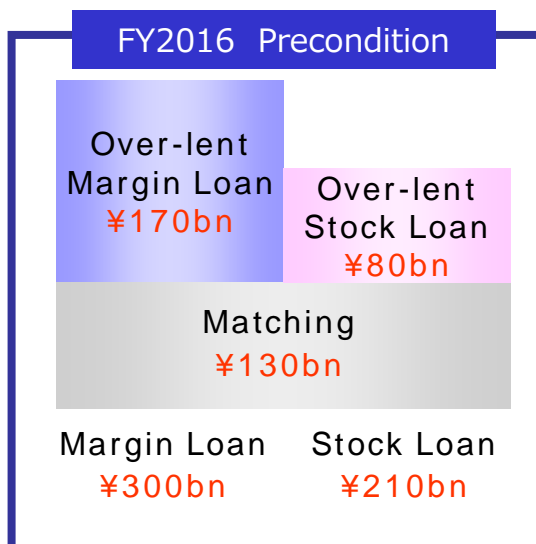 FY2016 Precondition
Over-lent
Margin Loan
¥170bn
Over-lent
Stock Loan
¥80bn
Matching
¥130bn
Margin Loan
¥300bn
Stock Loan
¥210bn